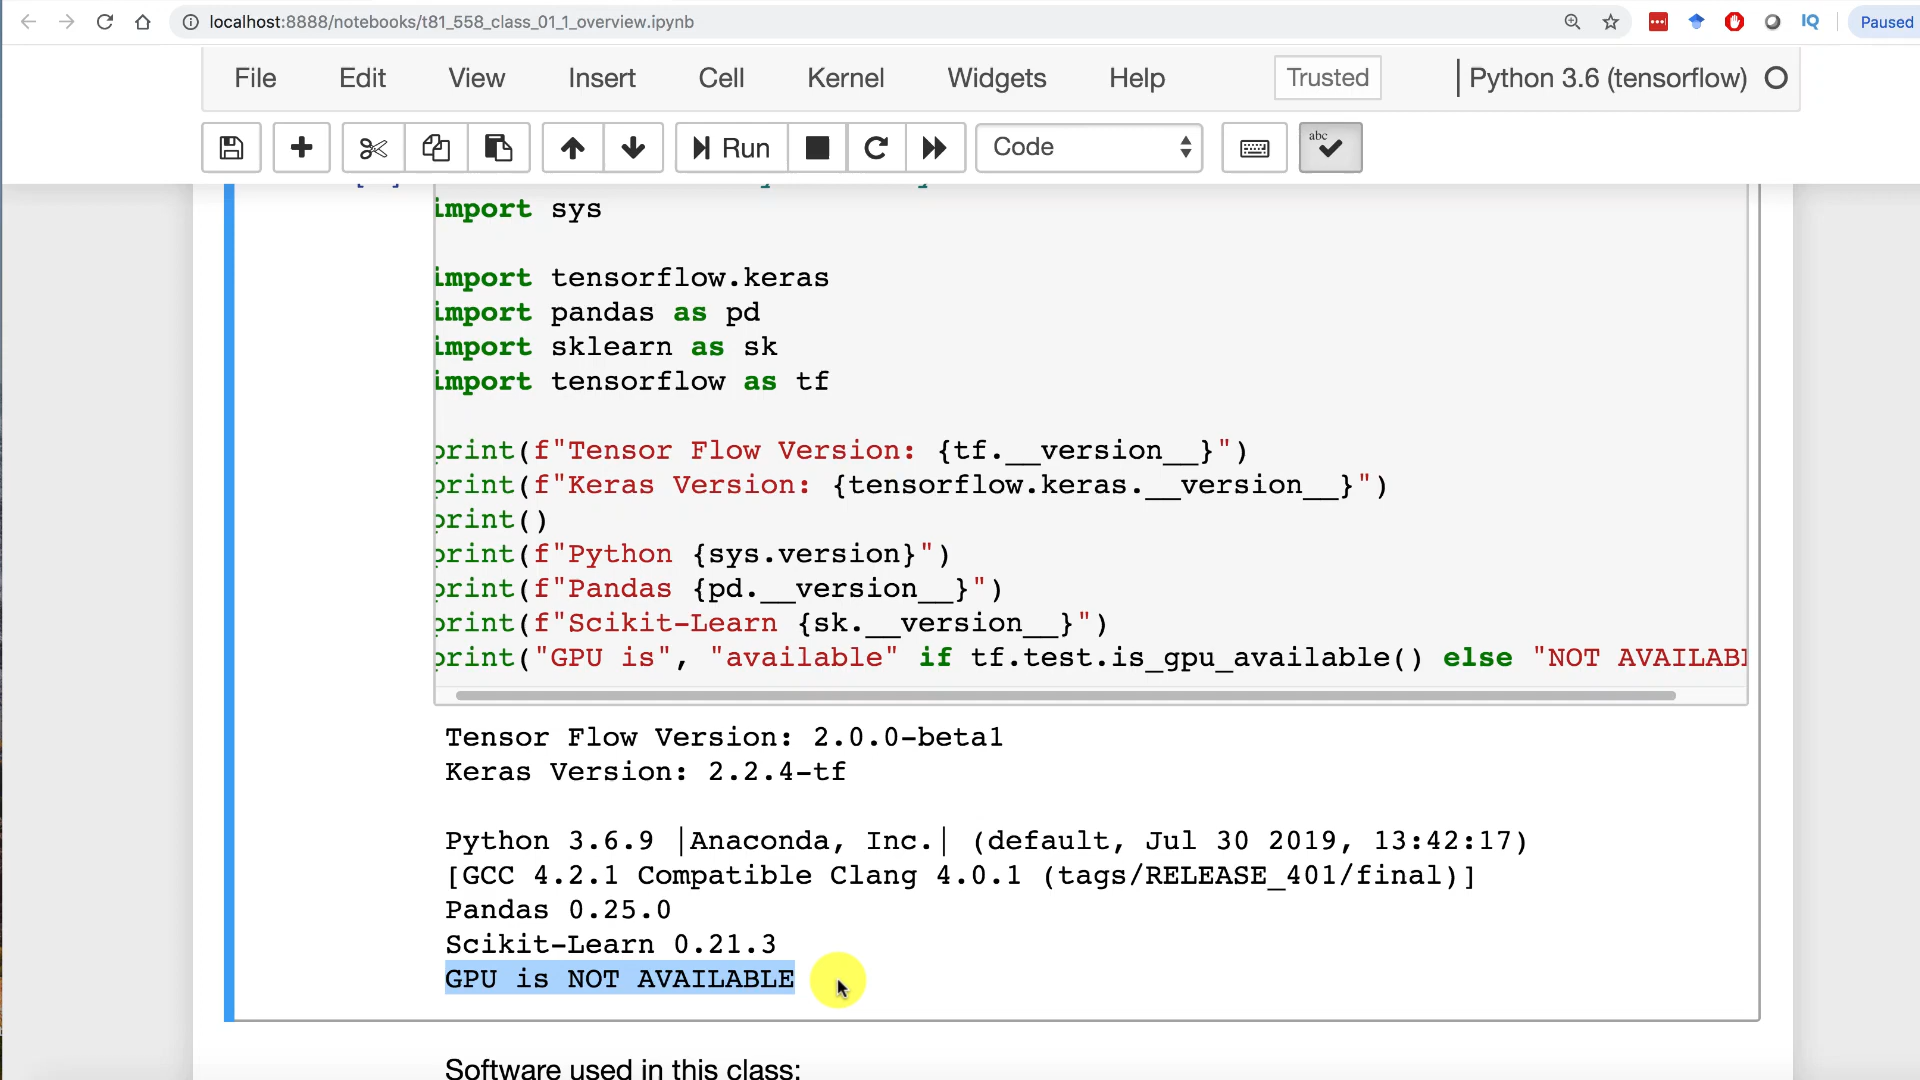 localhost:8888/notebooks/t81_558_class_01_1_overview.ipynb
IQ
Paused
File Edit View Insert Cell Kernel Widgets Help Trusted Python 3.6 (tensorflow)
Run Code abc
import sys
import tensorflow.keras
import pandas as pd
import sklearn as sk
import tensorflow as tf
print(f"Tensor Flow Version: {tf.__version__}")
print(f"Keras Version: {tensorflow.keras.__version__}")
print()
print(f"Python {sys.version}")
print(f"Pandas {pd.__version__}")
print(f"Scikit-Learn {sk.__version__}")
print("GPU is", "available" if tf.test.is_gpu_available() else "NOT AVAILABL
Tensor Flow Version: 2.0.0-beta1
Keras Version: 2.2.4-tf
Python 3.6.9 |Anaconda, Inc.| (default, Jul 30 2019, 13:42:17)
[GCC 4.2.1 Compatible Clang 4.0.1 (tags/RELEASE_401/final)]
Pandas 0.25.0
Scikit-Learn 0.21.3
GPU is NOT AVAILABLE
Software used in this class: